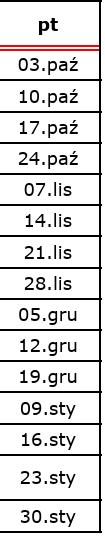 pt
03.paź
10.paź
17.paź
24.paź
07.lis
14.lis
21.lis
28.lis
05.gru
12.gru
19.gru
09.sty
16.sty
23.sty
30.sty